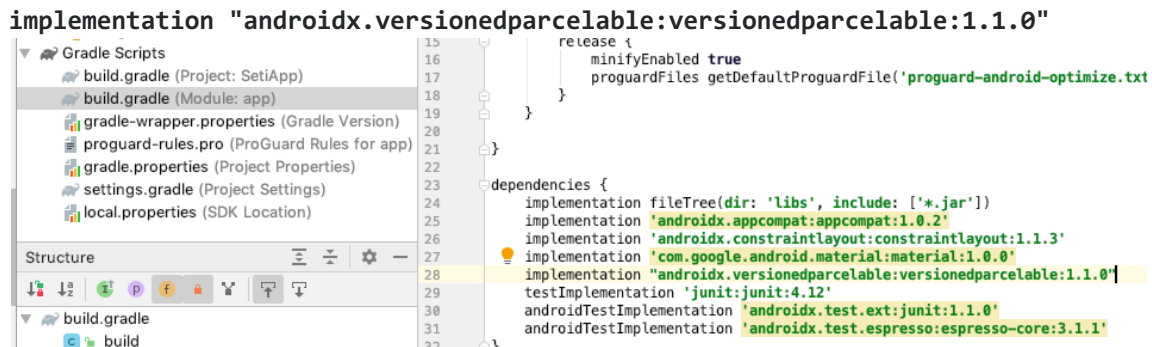 implementation "androidx.versionedparcelable:versionedparcelable:1.1.0"
Gradle Scripts
build.gradle (Project: SetiApp)
build.gradle (Module: app)
gradle-wrapper.properties (Gradle Version)
proguard-rules.pro (ProGuard Rules for app)
gradle.properties (Project Properties)
settings.gradle (Project Settings)
local.properties (SDK Location)
Structure
build.gradle
build
15 release {
16 minifyEnabled true
17 proguardFiles getDefaultProguardFile('proguard-android-optimize.txt
18 }
19 }
20
21 }
22
23 dependencies {
24 implementation fileTree(dir: 'libs', include: ['*.jar'])
25 implementation 'androidx.appcompat:appcompat:1.0.2'
26 implementation 'androidx.constraintlayout:constraintlayout:1.1.3'
27 implementation 'com.google.android.material:material:1.0.0'
28 implementation "androidx.versionedparcelable:versionedparcelable:1.1.0"
29 testImplementation 'junit:junit:4.12'
30 androidTestImplementation 'androidx.test.ext:junit:1.1.0'
31 androidTestImplementation 'androidx.test.espresso:espresso-core:3.1.1'
32 }